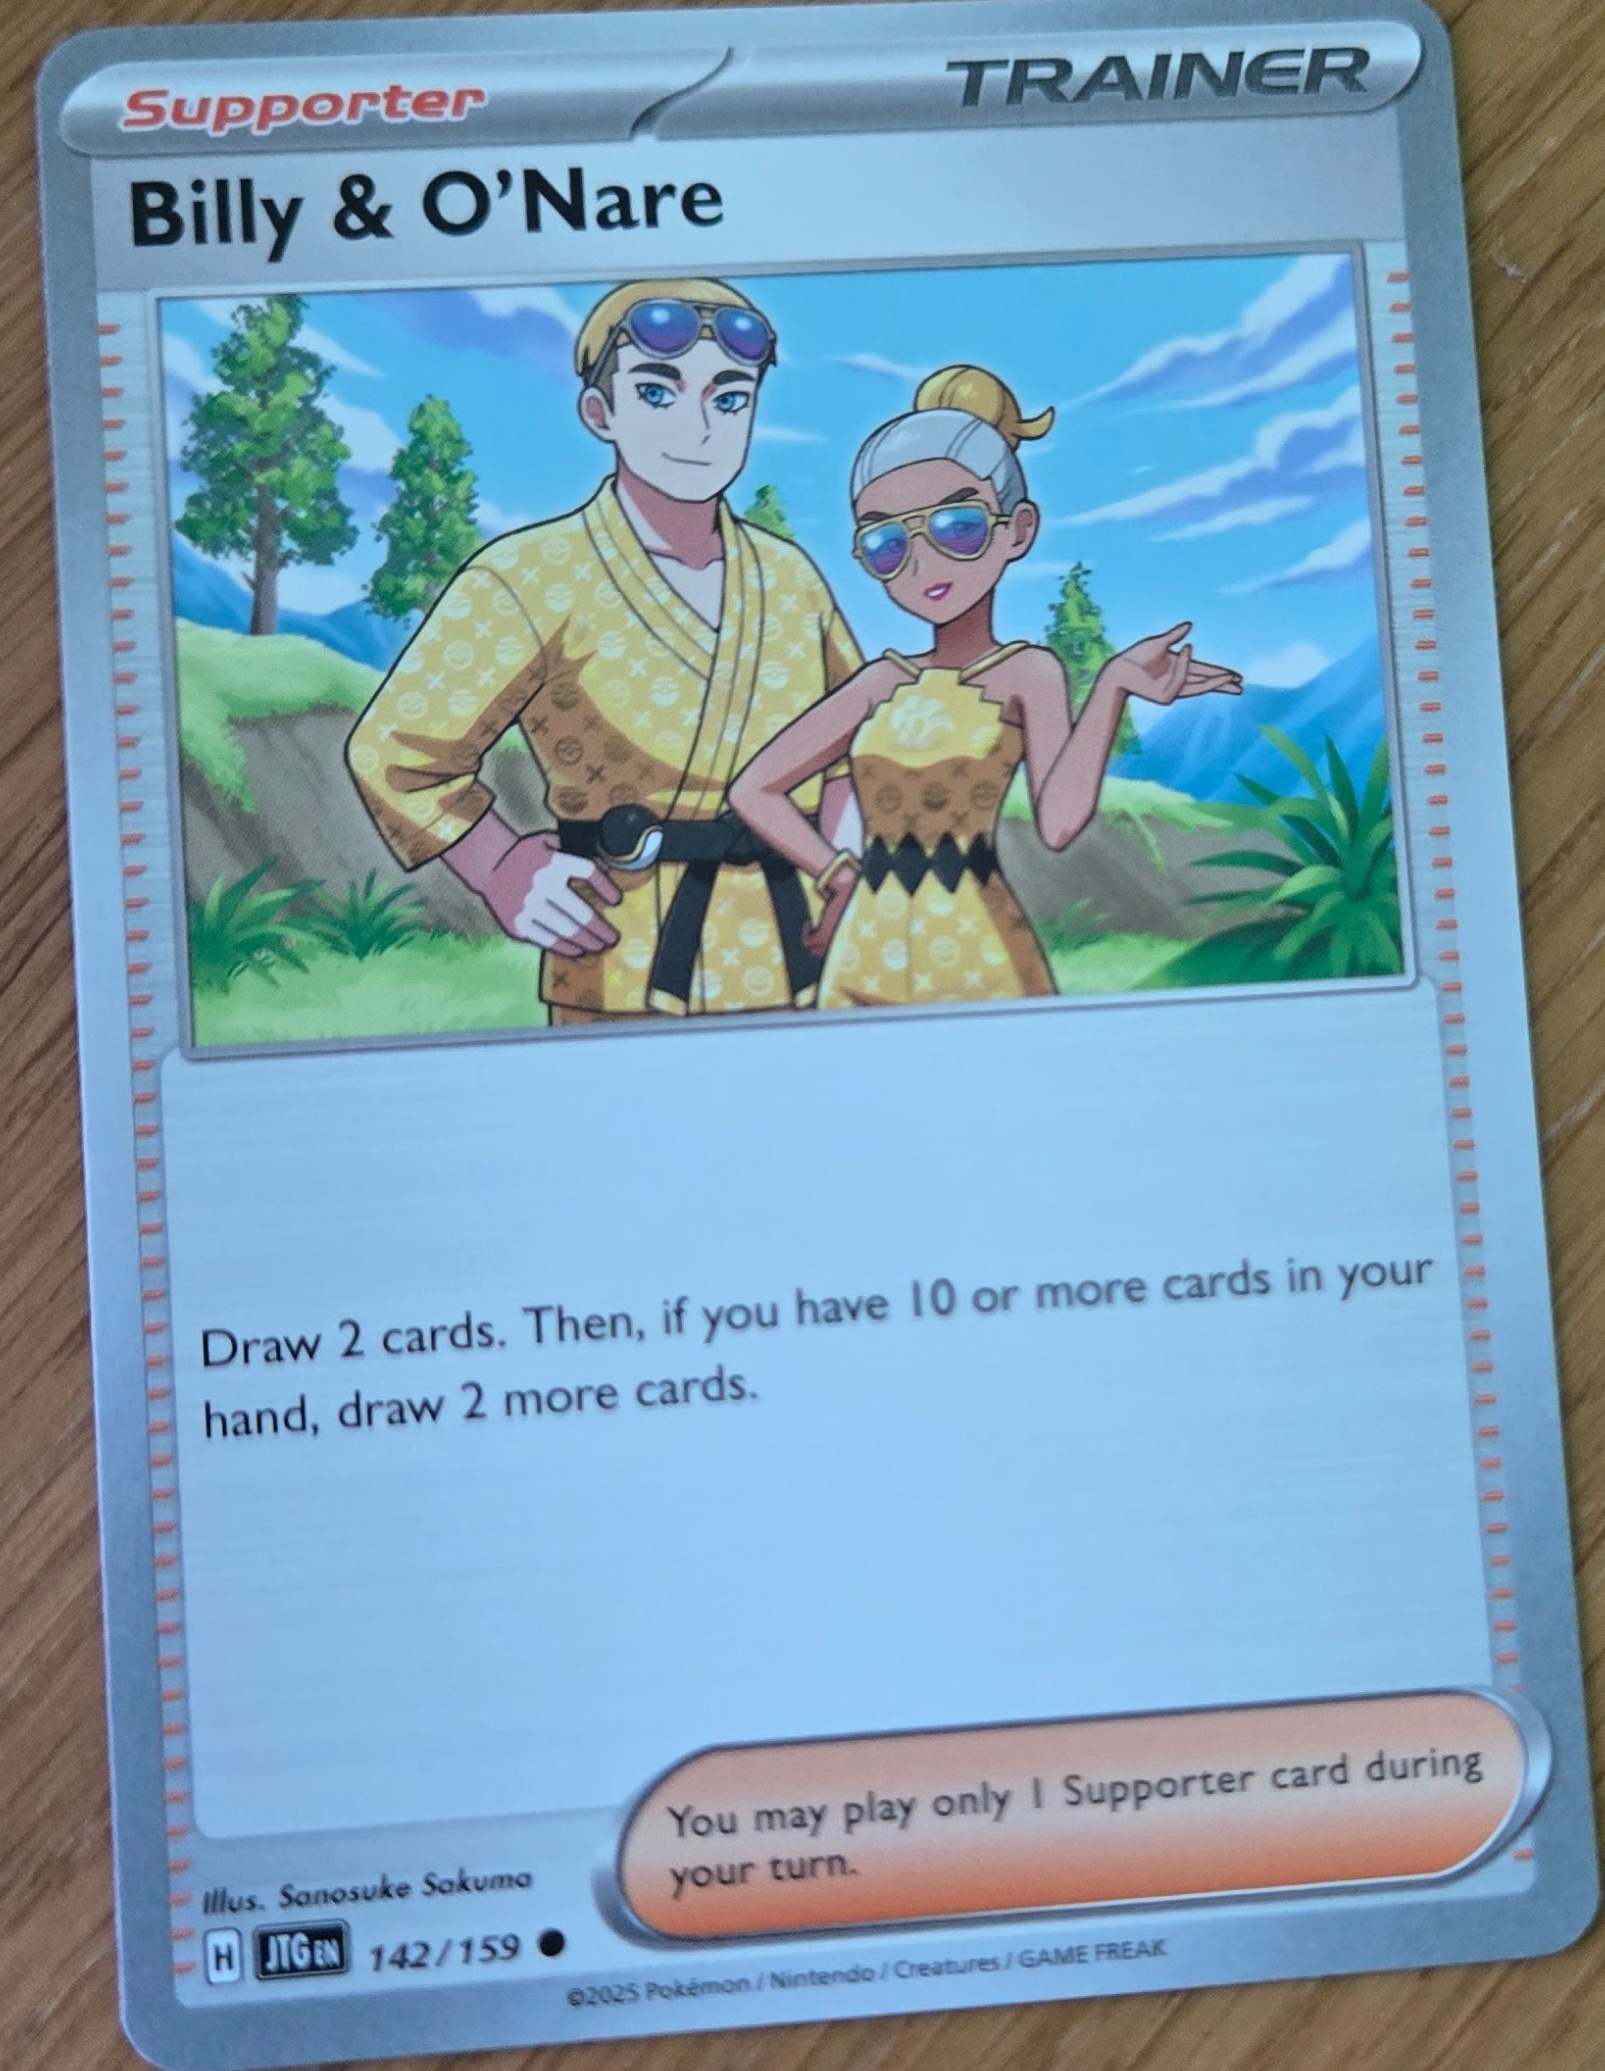 Supporter
TRAINER
Billy & O'Nare
Draw 2 cards. Then, if you have 10 or more cards in your
hand, draw 2 more cards.
You may play only 1 Supporter card during
your turn.
Illus. Sanosuke Sakuma
H JTG EN 142/159
©2025 Pokémon / Nintendo / Creatures / GAME FREAK